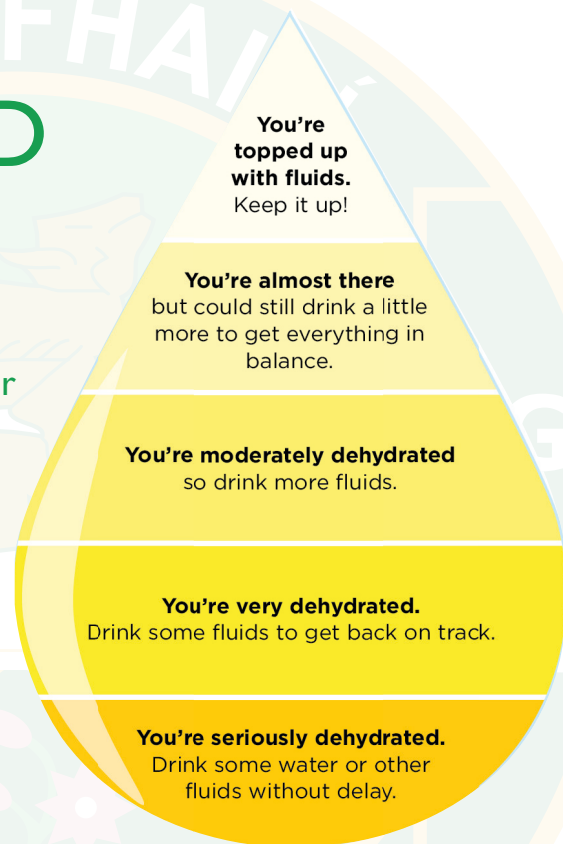 FHAILÍ
D
You're
topped up
with fluids.
Keep it up!
You're almost there
but could still drink a little
more to get everything in
balance.
r
G
You're moderately dehydrated
so drink more fluids.
You're very dehydrated.
Drink some fluids to get back on track.
You're seriously dehydrated.
Drink some water or other
fluids without delay.